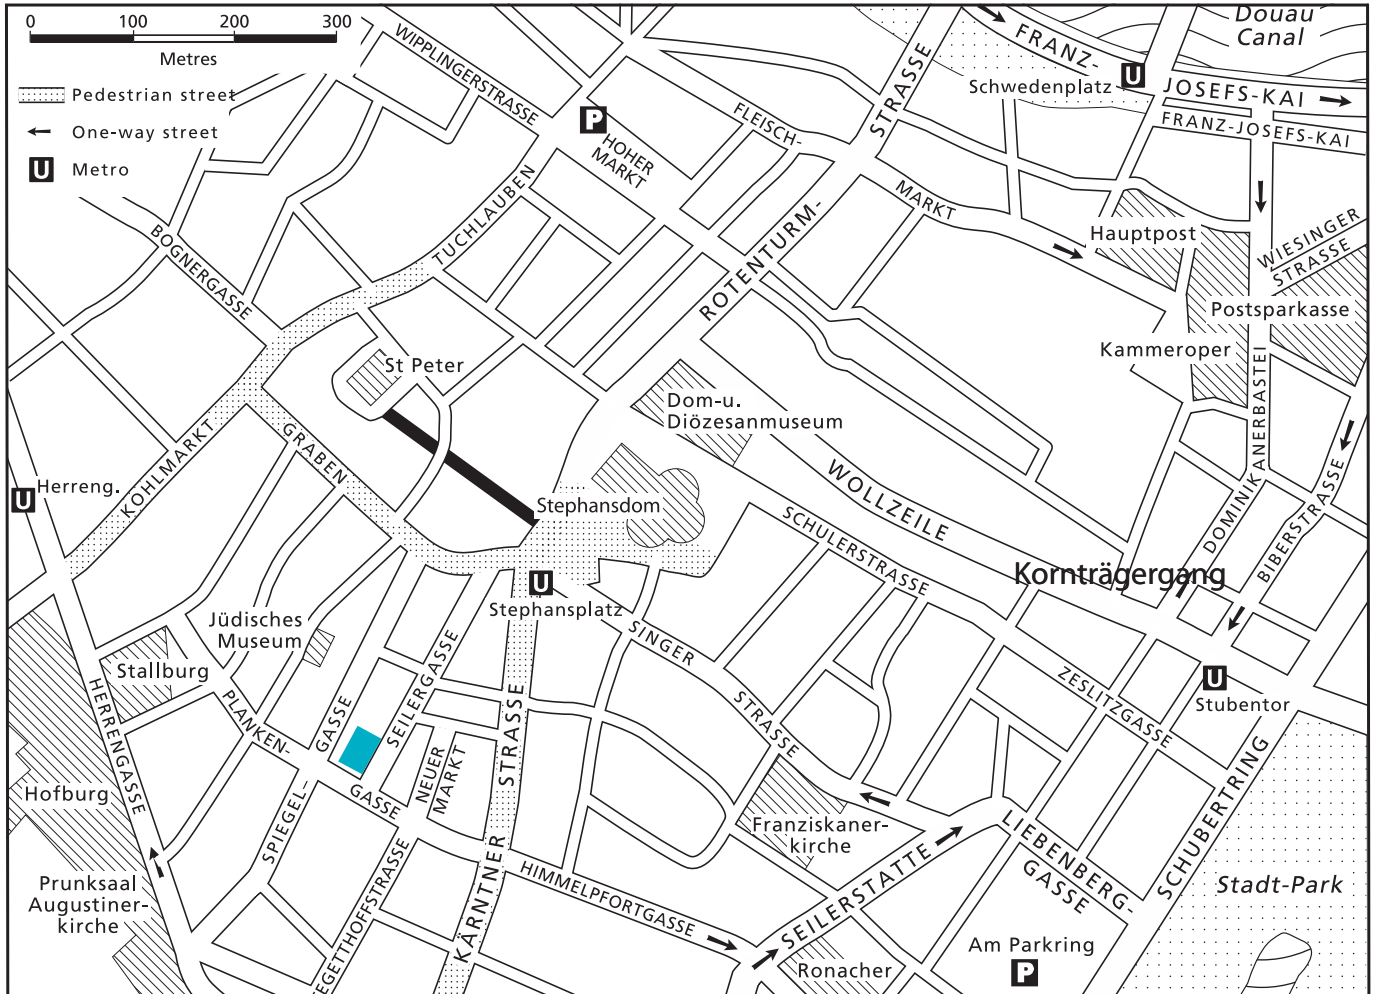 0 100 200 300
Metres
Pedestrian street
One-way street
U Metro
WIPPLINGERSTRASSE
P
HOHER
MARKT
FLEISCH-
MARKT
ROTENTURM-
STRASSE
FRANZ-
JOSEFS-KAI
FRANZ-JOSEFS-KAI
Douau
Canal
U
Schwedenplatz
Hauptpost
WIESINGER
STRASSE
Postsparkasse
Kammeroper
TUCHLAUBEN
BOGNERGASSE
St Peter
Dom-u.
Diözesanmuseum
GRABEN
KOHLMARKT
U
Herreng.
Stephansdom
WOLLZEILE
SCHULERSTRASSE
DOMINIKANERBASTEI
BIBERSTRASSE
Kornträgergang
U
Stephansplatz
Jüdisches
Museum
Stallburg
SINGER
STRASSE
ZESLITZGASSE
U
Stubentor
HERRENGASSE
PLANKEN-
GASSE
SPIEGEL-
GASSE
SEILERGASSE
NEUER
MARKT
KÄRNTNER
STRASSE
Hofburg
Prunksaal
Augustiner-
kirche
EGETTHOFFSTRASSE
HIMMELPFORTGASSE
Franziskaner-
kirche
SEILERSTATTE
LIEBENBERG-
GASSE
SCHUBERTRING
Stadt-Park
Am Parkring
P
Ronacher